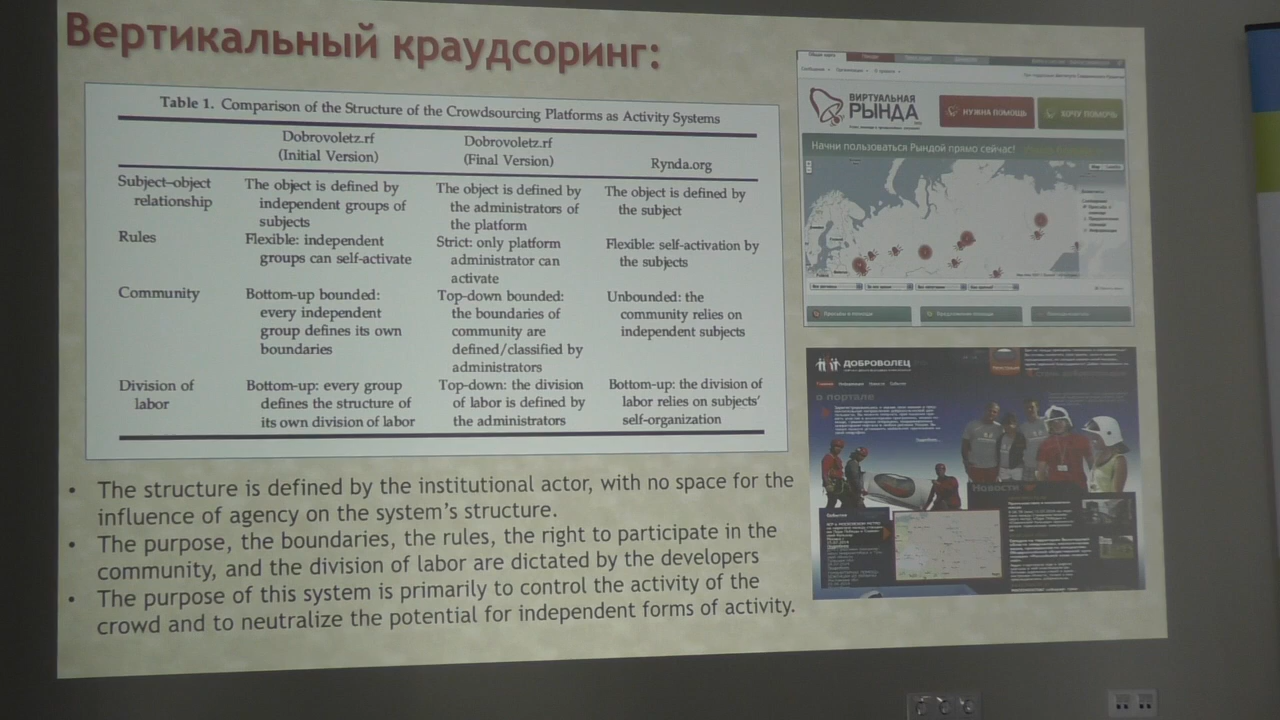 Вертикальный краудсоринг:
Table 1. Comparison of the Structure of the Crowdsourcing Platforms as Activity Systems
Dobrovoletz.rf
(Initial Version)
Dobrovoletz.rf
(Final Version)
Rynda.org
Subject–object
relationship
The object is defined by
independent groups of
subjects
The object is defined by
the administrators of
the platform
The object is defined by
the subject
Rules
Flexible: independent
groups can self-activate
Strict: only platform
administrator can
activate
Flexible: self-activation by
the subjects
Community
Bottom-up bounded:
every independent
group defines its own
boundaries
Top-down bounded:
the boundaries of
community are
defined/classified by
administrators
Unbounded: the
community relies on
independent subjects
Division of
labor
Bottom-up: every group
defines the structure of
its own division of labor
Top-down: the division
of labor is defined by
the administrators
Bottom-up: the division of
labor relies on subjects'
self-organization
• The structure is defined by the institutional actor, with no space for the
influence of agency on the system's structure.
• The purpose, the boundaries, the rules, the right to participate in the
community, and the division of labor are dictated by the developers
• The purpose of this system is primarily to control the activity of the
crowd and to neutralize the potential for independent forms of activity.
ВИРТУАЛЬНАЯ
РЫНДА
НУЖНА ПОМОЩЬ
ХОЧУ ПОМОЧЬ
Начни пользоваться Рындой прямо сейчас!
ДОБРОВОЛЕЦ
о портале
Новости